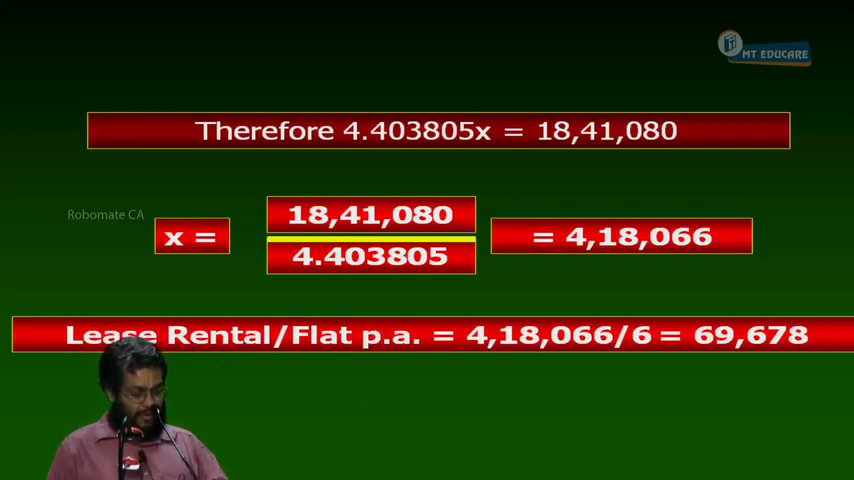 MT EDUCARE
Therefore 4.403805x = 18,41,080
Robomate CA
x =
18,41,080
4.403805
= 4,18,066
Lease Rental/Flat p.a. = 4,18,066/6 = 69,678